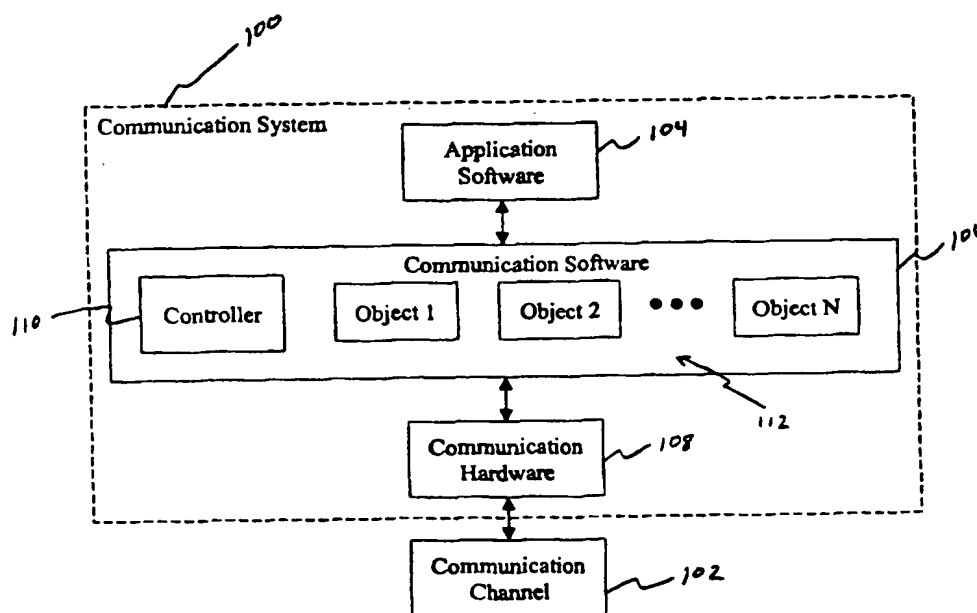 100
Communication System
Application
Software
104
Communication Software
110
Controller
Object 1
Object 2
Object N
112
Communication
Hardware
108
Communication
Channel
102